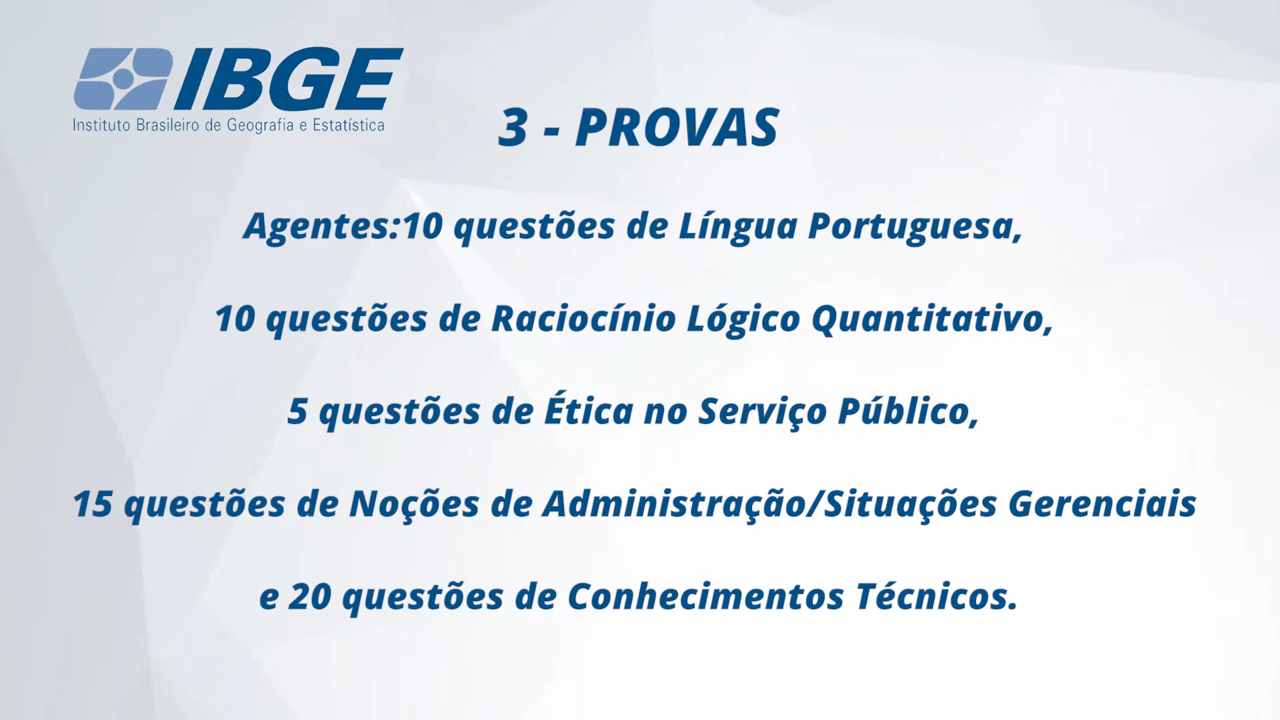 IBGE
Instituto Brasileiro de Geografia e Estatística
3 - PROVAS
Agentes:10 questões de Língua Portuguesa,
10 questões de Raciocínio Lógico Quantitativo,
5 questões de Ética no Serviço Público,
15 questões de Noções de Administração/Situações Gerenciais
e 20 questões de Conhecimentos Técnicos.